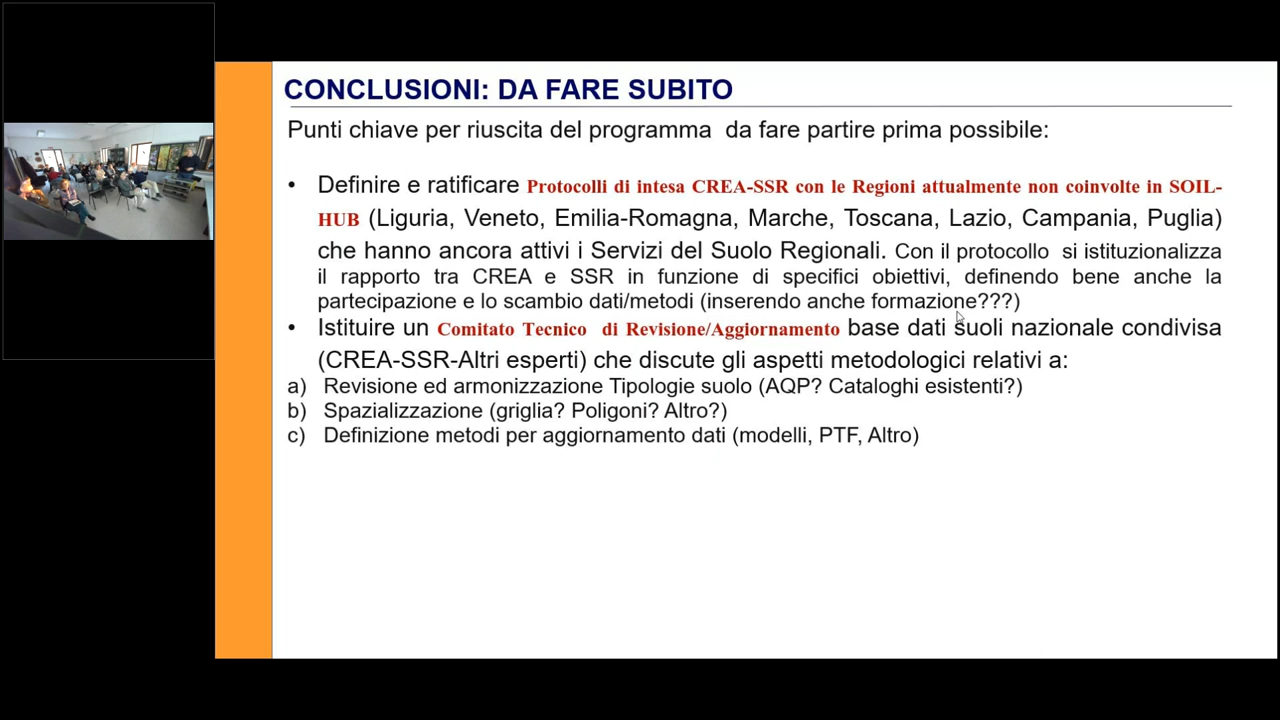 CONCLUSIONI: DA FARE SUBITO
Punti chiave per riuscita del programma da fare partire prima possibile:
• Definire e ratificare Protocolli di intesa CREA-SSR con le Regioni attualmente non coinvolte in SOIL-
HUB (Liguria, Veneto, Emilia-Romagna, Marche, Toscana, Lazio, Campania, Puglia)
che hanno ancora attivi i Servizi del Suolo Regionali. Con il protocollo si istituzionalizza
il rapporto tra CREA e SSR in funzione di specifici obiettivi, definendo bene anche la
partecipazione e lo scambio dati/metodi (inserendo anche formazione???)
• Istituire un Comitato Tecnico di Revisione/Aggiornamento base dati suoli nazionale condivisa
(CREA-SSR-Altri esperti) che discute gli aspetti metodologici relativi a:
a) Revisione ed armonizzazione Tipologie suolo (AQP? Cataloghi esistenti?)
b) Spazializzazione (griglia? Poligoni? Altro?)
c) Definizione metodi per aggiornamento dati (modelli, PTF, Altro)